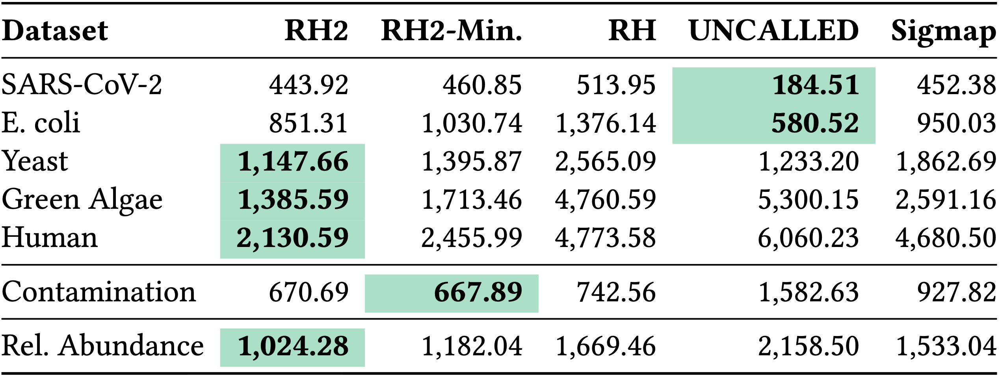 Dataset RH2 RH2-Min. RH UNCALLED Sigmap
SARS-CoV-2 443.92 460.85 513.95 184.51 452.38
E. coli 851.31 1,030.74 1,376.14 580.52 950.03
Yeast 1,147.66 1,395.87 2,565.09 1,233.20 1,862.69
Green Algae 1,385.59 1,713.46 4,760.59 5,300.15 2,591.16
Human 2,130.59 2,455.99 4,773.58 6,060.23 4,680.50
Contamination 670.69 667.89 742.56 1,582.63 927.82
Rel. Abundance 1,024.28 1,182.04 1,669.46 2,158.50 1,533.04